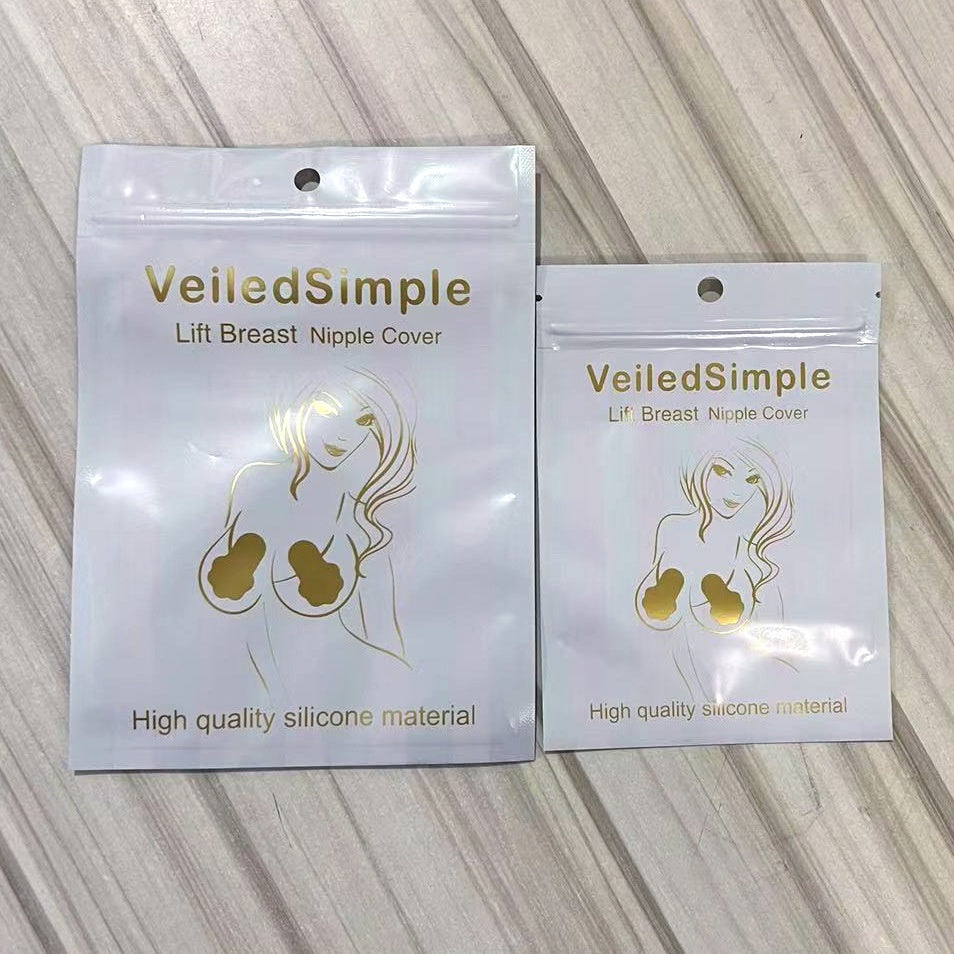 VeiledSimple
Lift Breast Nipple Cover
High quality silicone material
VeiledSimple
Lift Breast Nipple Cover
High quality silicone material